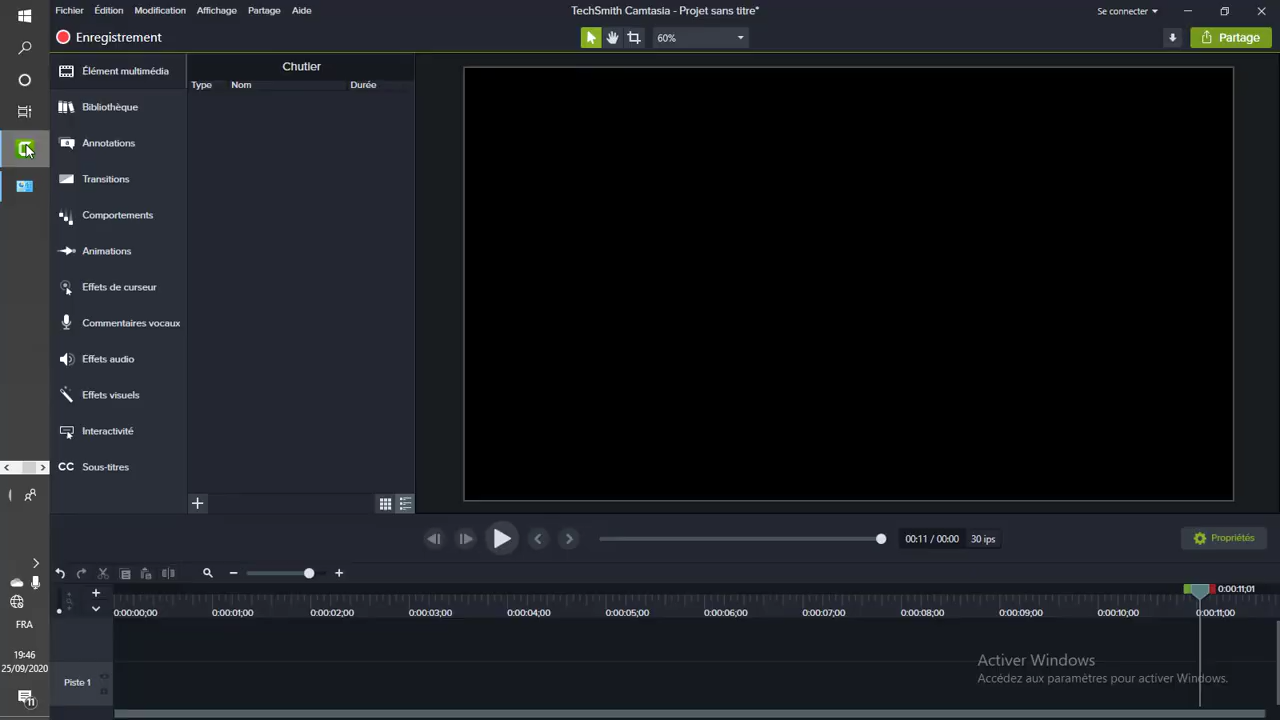 Fichier Édition Modification Affichage Partage Aide
TechSmith Camtasia - Projet sans titre*
Se connecter
Enregistrement
60%
Partage
Élément multimédia
Bibliothèque
Annotations
Transitions
Comportements
Animations
Effets de curseur
Commentaires vocaux
Effets audio
Effets visuels
Interactivité
CC Sous-titres
Chutier
Type Nom Durée
00:11 / 00:00 30 ips
Propriétés
0:00:11;01
0:00:00;00 0:00:01;00 0:00:02;00 0:00:03;00 0:00:04;00 0:00:05;00 0:00:06;00 0:00:07;00 0:00:08;00 0:00:09;00 0:00:10;00 0:00:11;00
Piste 1
Activer Windows
Accédez aux paramètres pour activer Windows.
FRA
19:46
25/09/2020
11